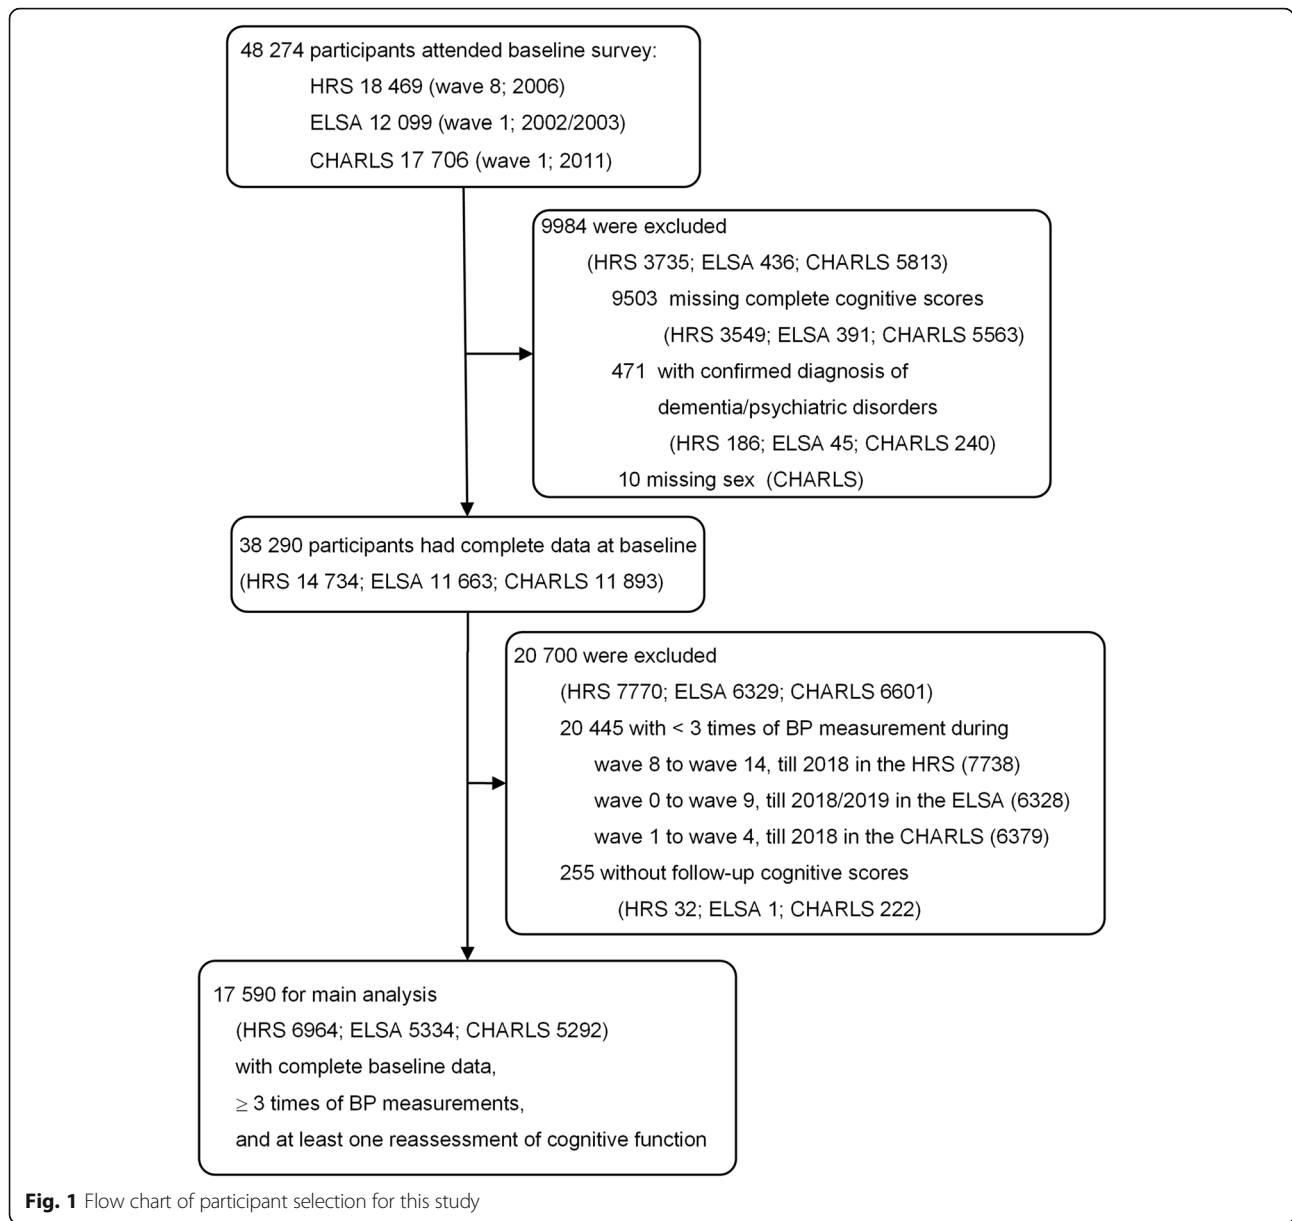 48 274 participants attended baseline survey:
HRS 18 469 (wave 8; 2006)
ELSA 12 099 (wave 1; 2002/2003)
CHARLS 17 706 (wave 1; 2011)
9984 were excluded
(HRS 3735; ELSA 436; CHARLS 5813)
9503 missing complete cognitive scores
(HRS 3549; ELSA 391; CHARLS 5563)
471 with confirmed diagnosis of
dementia/psychiatric disorders
(HRS 186; ELSA 45; CHARLS 240)
10 missing sex (CHARLS)
38 290 participants had complete data at baseline
(HRS 14 734; ELSA 11 663; CHARLS 11 893)
20 700 were excluded
(HRS 7770; ELSA 6329; CHARLS 6601)
20 445 with < 3 times of BP measurement during
wave 8 to wave 14, till 2018 in the HRS (7738)
wave 0 to wave 9, till 2018/2019 in the ELSA (6328)
wave 1 to wave 4, till 2018 in the CHARLS (6379)
255 without follow-up cognitive scores
(HRS 32; ELSA 1; CHARLS 222)
17 590 for main analysis
(HRS 6964; ELSA 5334; CHARLS 5292)
with complete baseline data,
≥ 3 times of BP measurements,
and at least one reassessment of cognitive function
Fig. 1 Flow chart of participant selection for this study